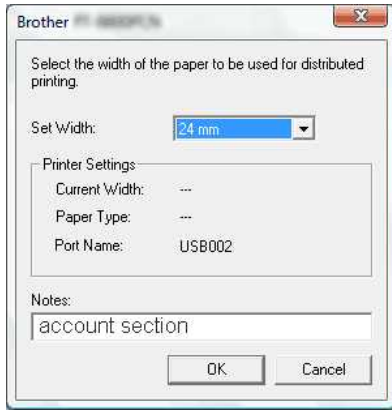 Brother
Select the width of the paper to be used for distributed
printing.
Set Width: 24 mm
Printer Settings
Current Width: ---
Paper Type: ---
Port Name: USB002
Notes:
account section
OK Cancel